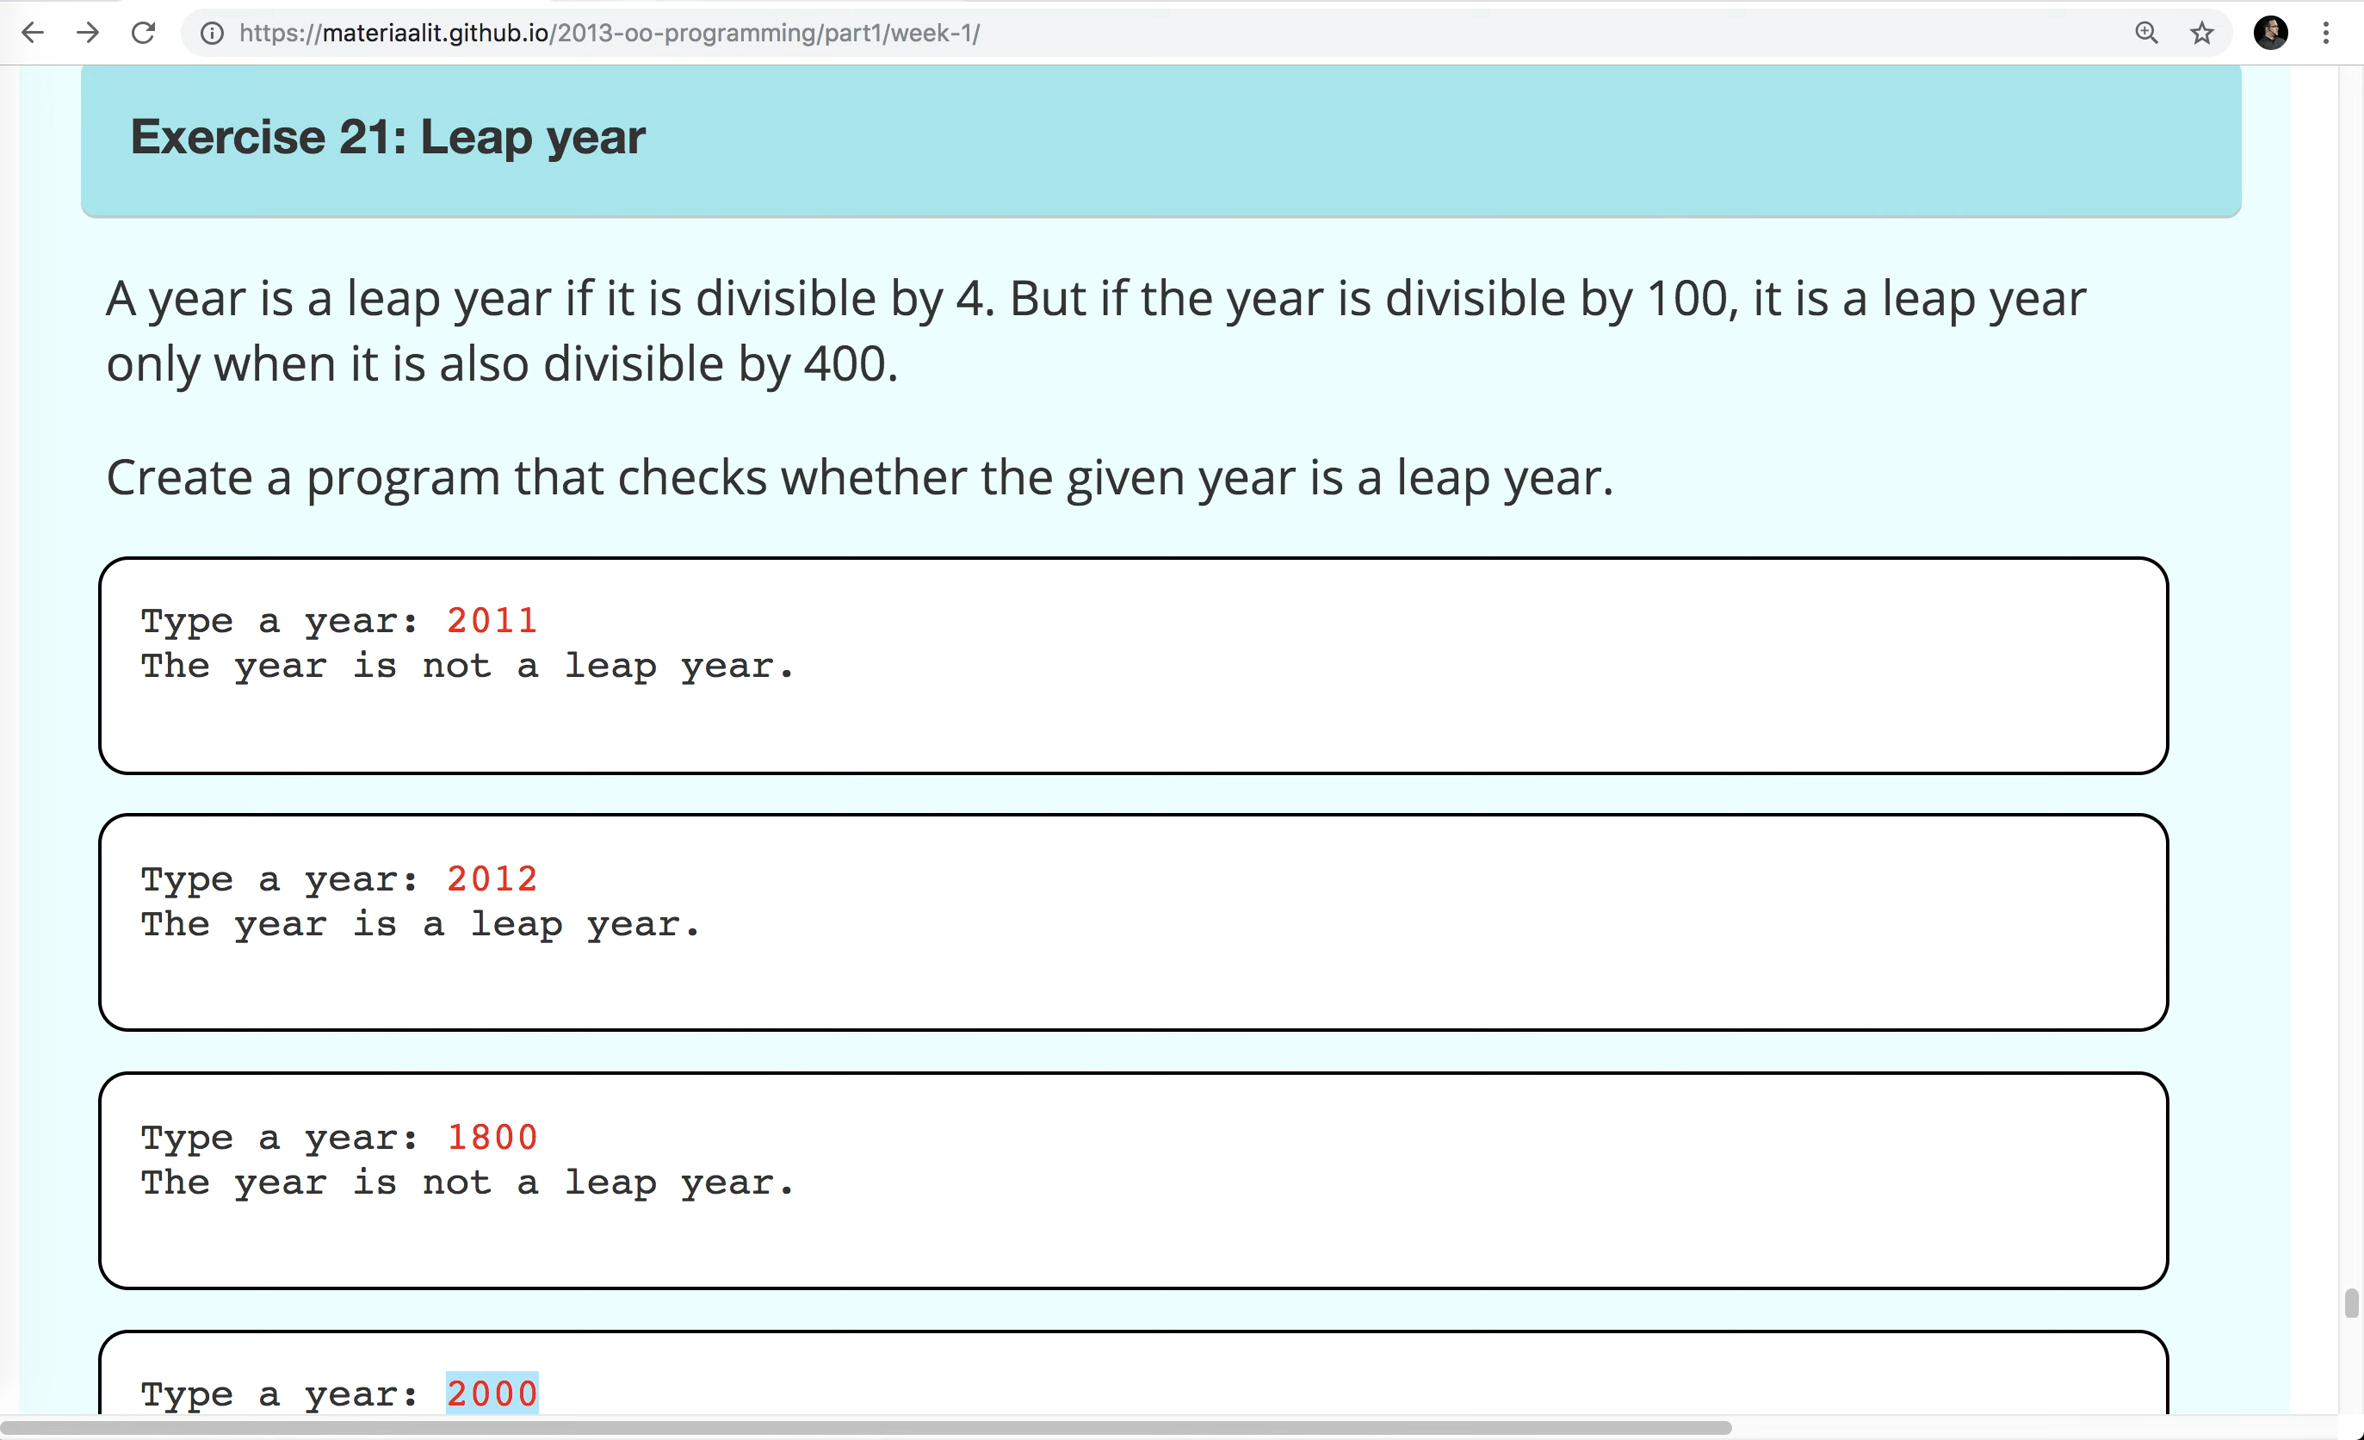 https://materiaalit.github.io/2013-oo-programming/part1/week-1/
Exercise 21: Leap year
A year is a leap year if it is divisible by 4. But if the year is divisible by 100, it is a leap year
only when it is also divisible by 400.
Create a program that checks whether the given year is a leap year.
Type a year: 2011
The year is not a leap year.
Type a year: 2012
The year is a leap year.
Type a year: 1800
The year is not a leap year.
Type a year: 2000